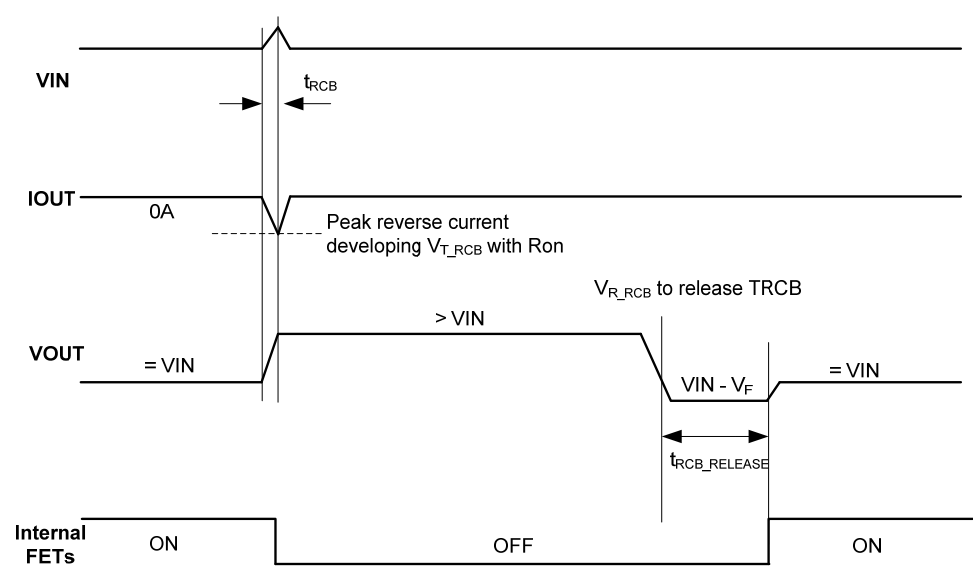 VIN
tRCB
IOUT
0A
Peak reverse current
developing VT_RCB with Ron
VR_RCB to release TRCB
> VIN
VOUT
= VIN
VIN - VF
= VIN
tRCB_RELEASE
Internal
FETs
ON
OFF
ON